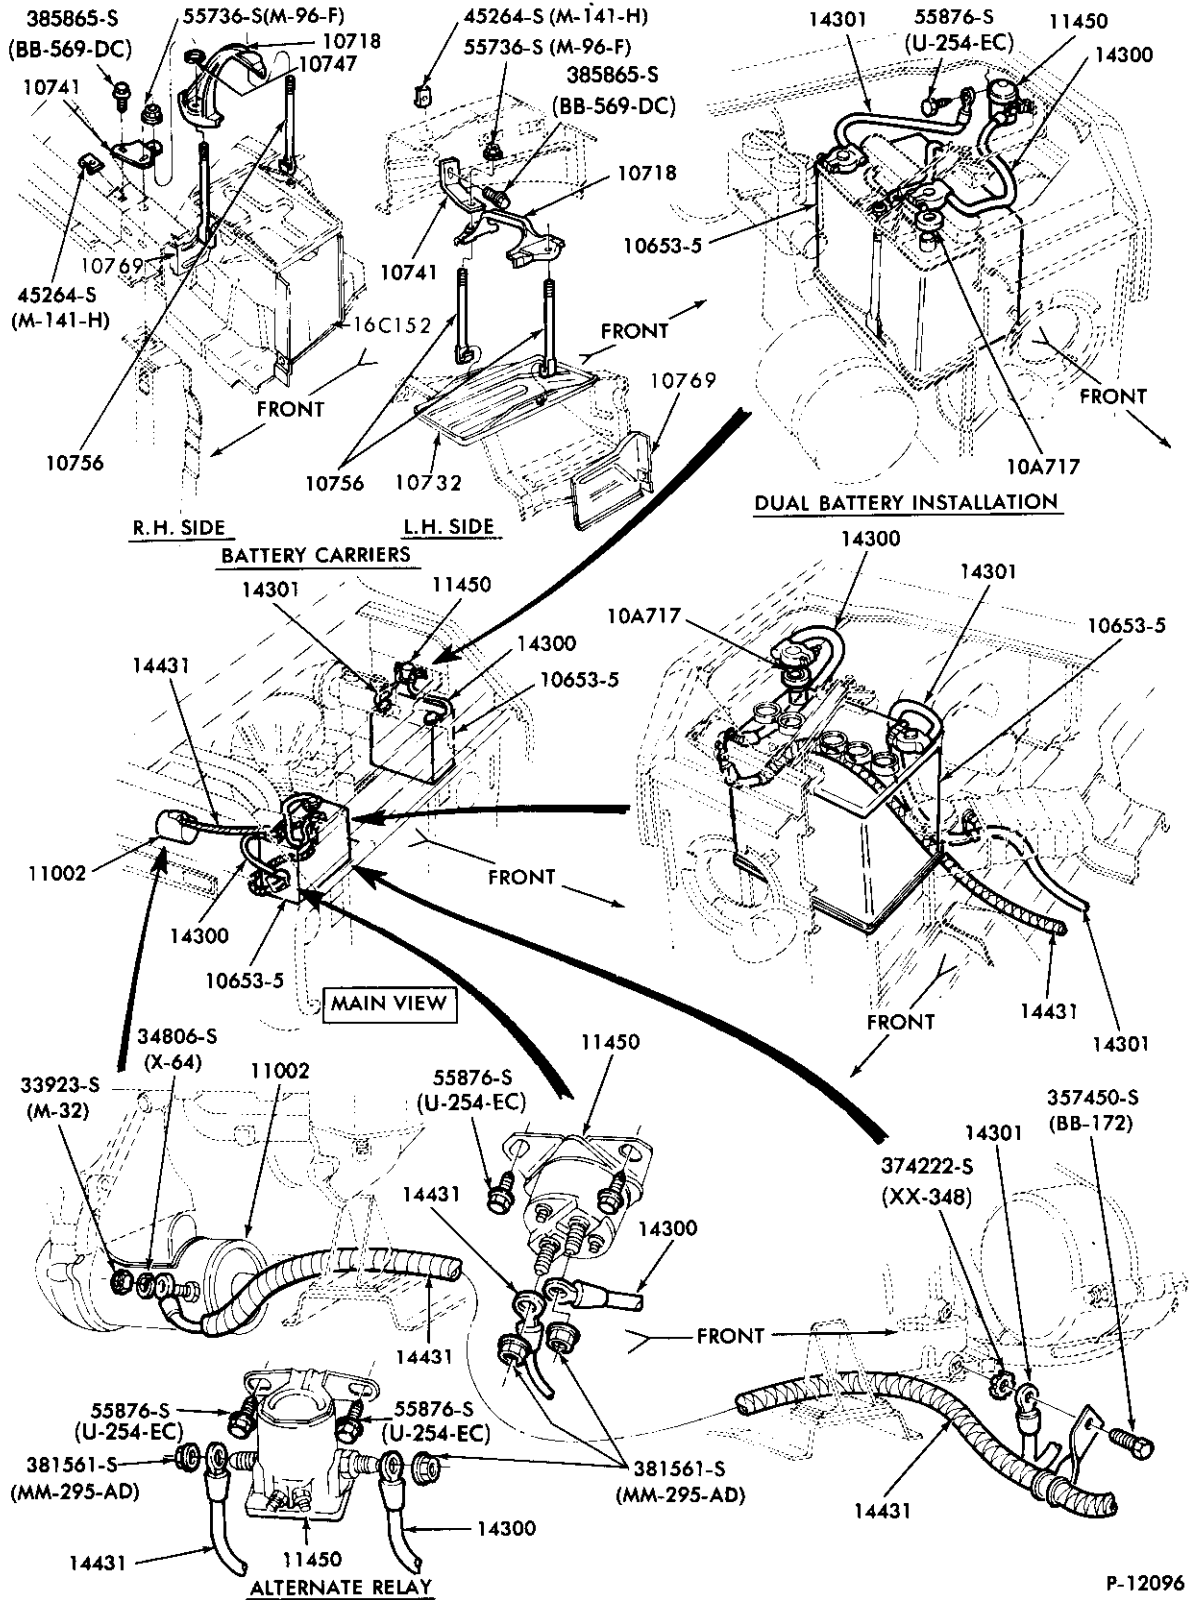 385865-S
(BB-569-DC)
10741
55736-S(M-96-F)
10718
10747
45264-S
(M-141-H)
10769
16C152
FRONT
10756
R.H. SIDE
45264-S (M-141-H)
55736-S (M-96-F)
385865-S
(BB-569-DC)
10718
10741
FRONT
10769
10756
10732
L.H. SIDE
BATTERY CARRIERS
14301
55876-S
(U-254-EC)
11450
14300
10653-5
FRONT
10A717
DUAL BATTERY INSTALLATION
14301
11450
14431
14300
10653-5
11002
14300
10653-5
FRONT
MAIN VIEW
14300
14301
10A717
10653-5
14431
14301
FRONT
34806-S
(X-64)
33923-S
(M-32)
11002
14431
11450
55876-S
(U-254-EC)
14431
14300
FRONT
381561-S
(MM-295-AD)
357450-S
(BB-172)
14301
374222-S
(XX-348)
14431
55876-S
(U-254-EC)
55876-S
(U-254-EC)
381561-S
(MM-295-AD)
14431
11450
14300
ALTERNATE RELAY
P-12096